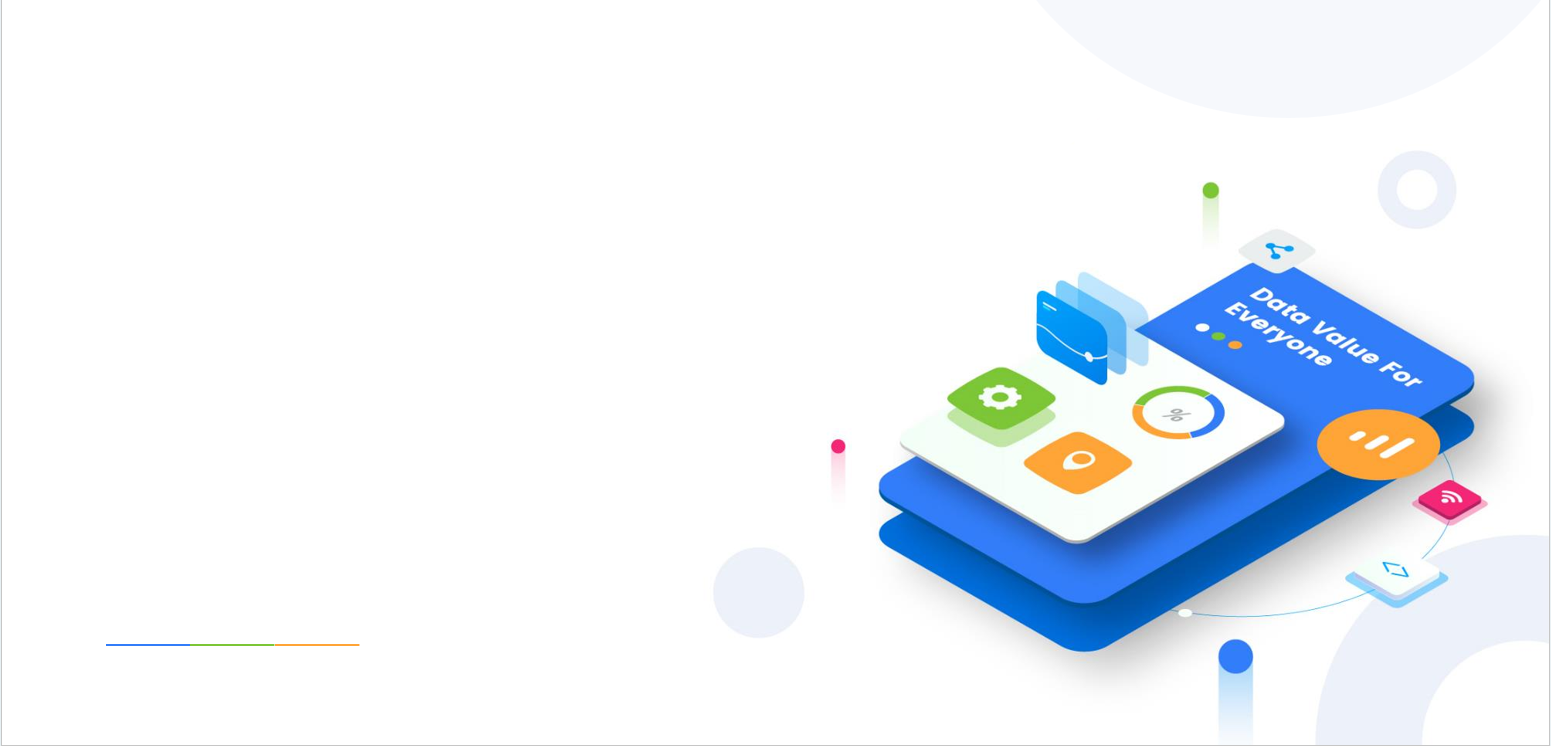 Data Value For
Everyone
%